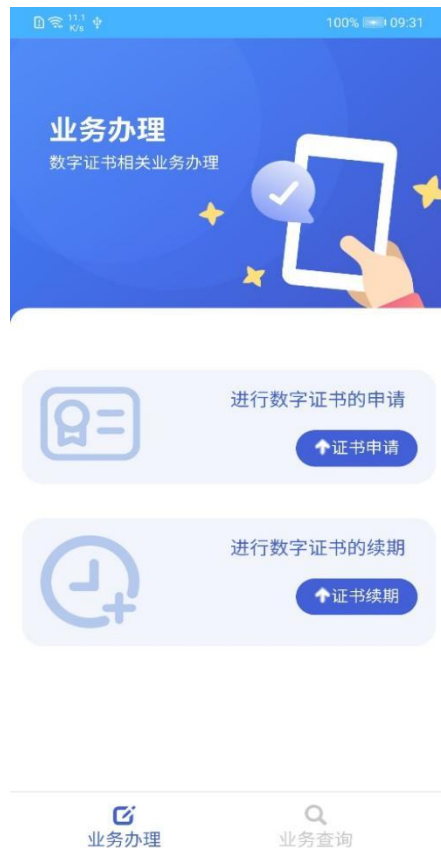 11.1
K/s
100% 09:31
业务办理
数字证书相关业务办理
进行数字证书的申请
证书申请
进行数字证书的续期
证书续期
业务办理 业务查询